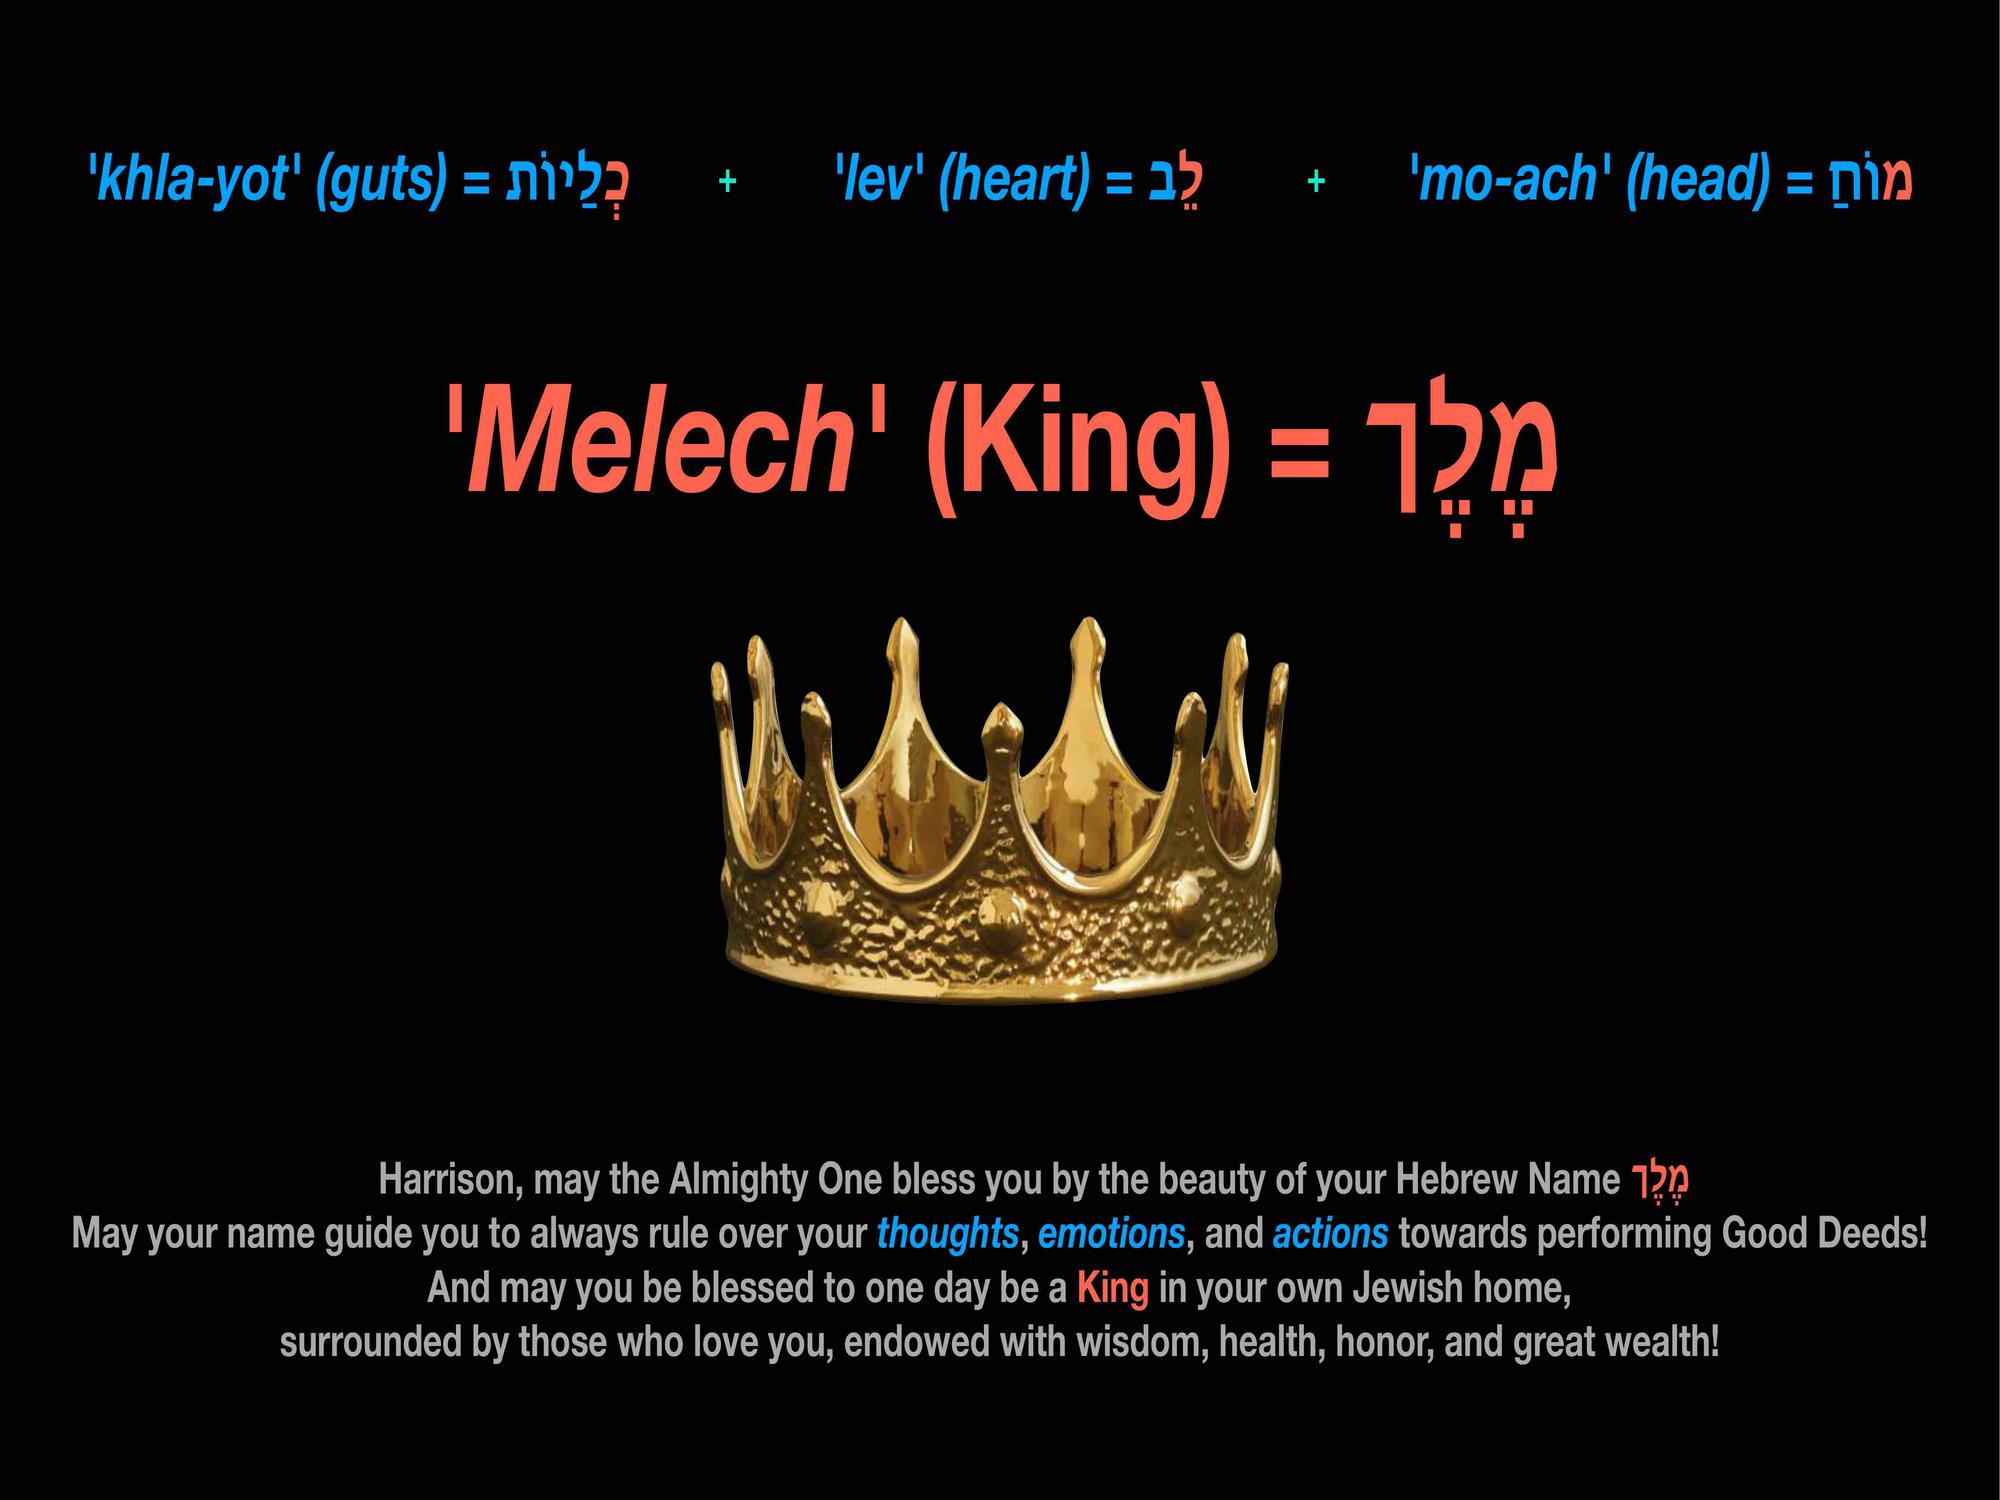 'khla-yot' (guts) = כְּלַיוֹת + 'lev' (heart) = לֵב + 'mo-ach' (head) = מוֹחַ
'Melech' (King) = מֶלֶך
Harrison, may the Almighty One bless you by the beauty of your Hebrew Name מֶלֶך
May your name guide you to always rule over your thoughts, emotions, and actions towards performing Good Deeds!
And may you be blessed to one day be a King in your own Jewish home,
surrounded by those who love you, endowed with wisdom, health, honor, and great wealth!